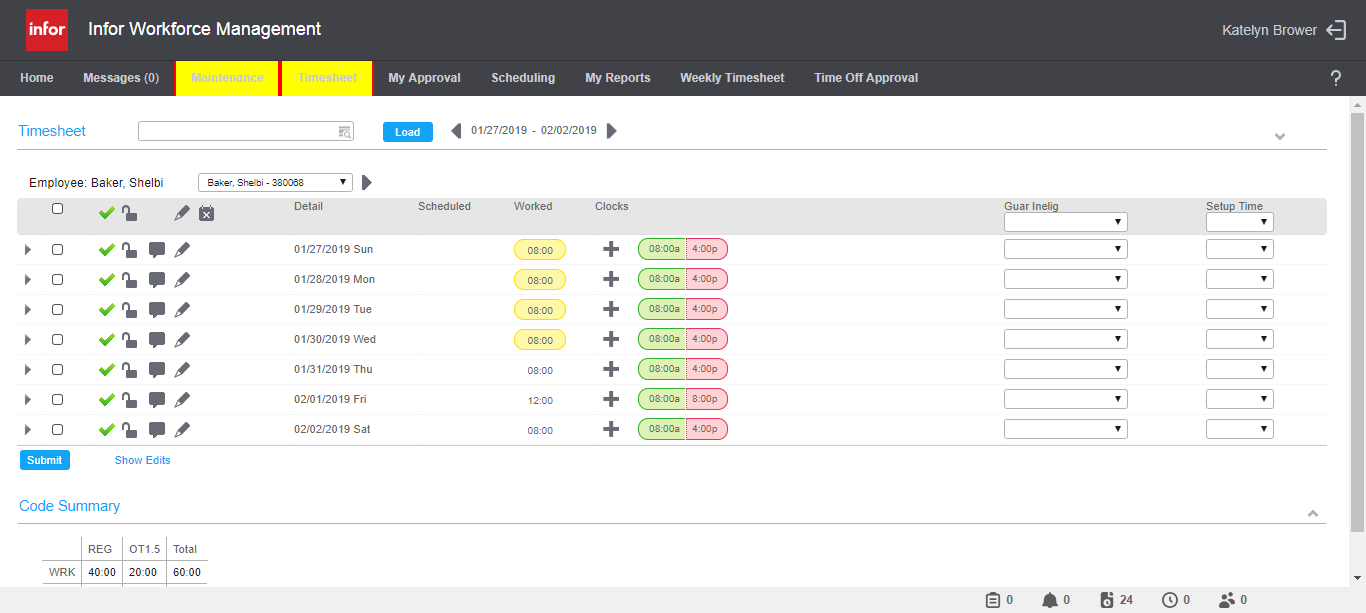 infor Infor Workforce Management Katelyn Brower
Home Messages (0) Maintenance Timesheet My Approval Scheduling My Reports Weekly Timesheet Time Off Approval ?
Timesheet Load 01/27/2019 - 02/02/2019
Employee: Baker, Shelbi Baker, Shelbi - 380068
Detail Scheduled Worked Clocks Guar Inelig Setup Time
01/27/2019 Sun 08:00 08:00a 4:00p
01/28/2019 Mon 08:00 08:00a 4:00p
01/29/2019 Tue 08:00 08:00a 4:00p
01/30/2019 Wed 08:00 08:00a 4:00p
01/31/2019 Thu 08:00 08:00a 4:00p
02/01/2019 Fri 12:00 08:00a 8:00p
02/02/2019 Sat 08:00 08:00a 4:00p
Submit Show Edits
Code Summary
REG OT1.5 Total
WRK 40:00 20:00 60:00
0 0 24 0 0